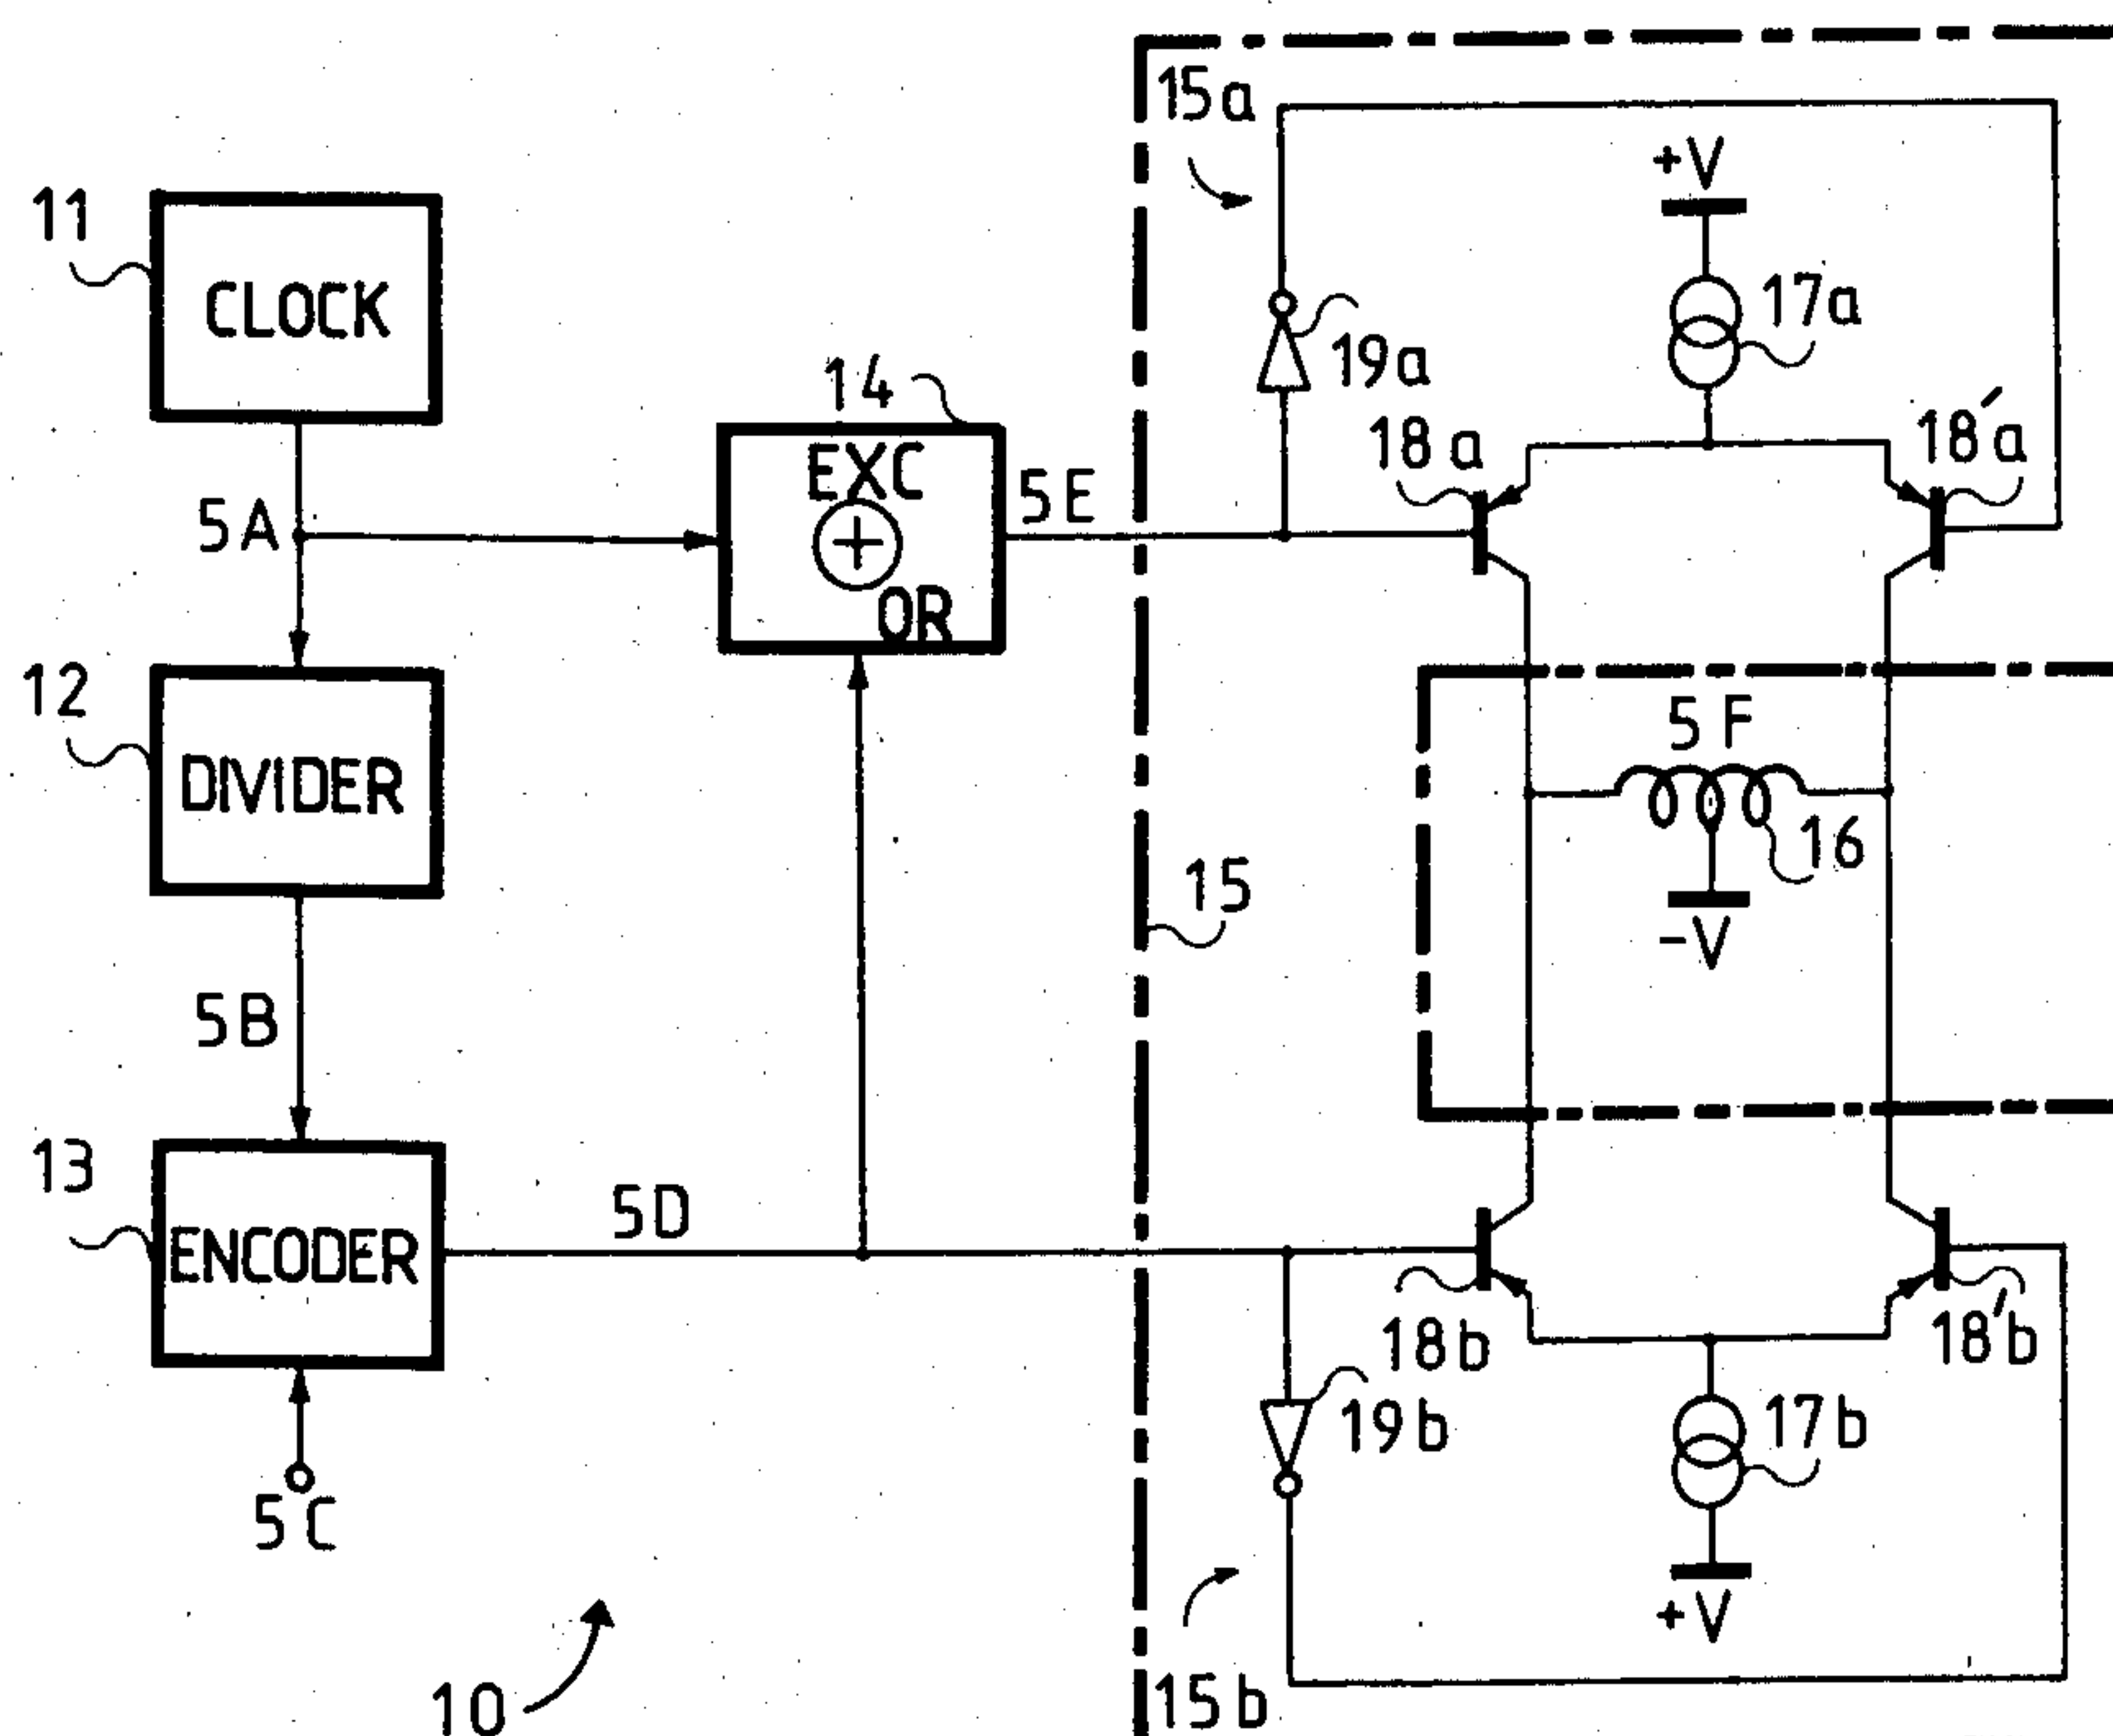 15a
+V
11
CLOCK
17a
19a
14
18a
18'a
EXC
+
OR
5A
5E
12
DIVIDER
5F
16
-V
15
5B
13
ENCODER
5D
18b
18'b
19b
17b
5C
+V
15b
10